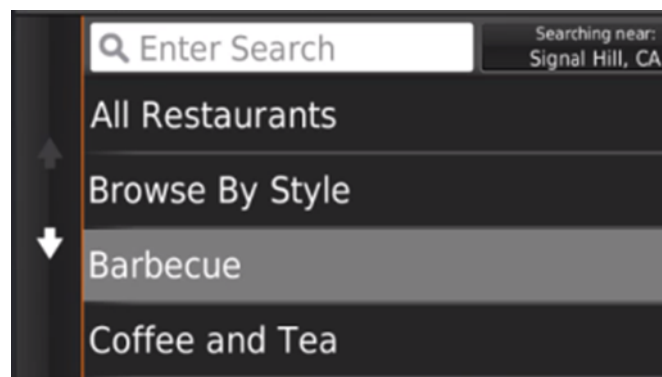 Enter Search
Searching near:
Signal Hill, CA
All Restaurants
Browse By Style
Barbecue
Coffee and Tea